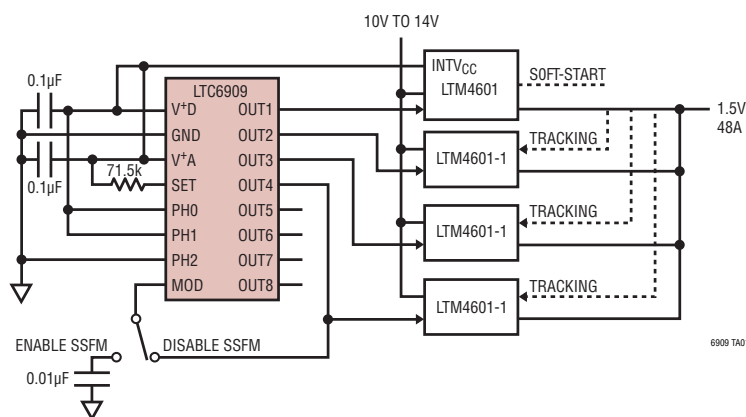 10V TO 14V
INTVCC
LTM4601
SOFT-START
1.5V
48A
0.1µF
LTC6909
V+D
OUT1
GND
OUT2
LTM4601-1
TRACKING
0.1µF
V+A
OUT3
71.5k
SET
OUT4
PH0
OUT5
LTM4601-1
TRACKING
PH1
OUT6
PH2
OUT7
MOD
OUT8
LTM4601-1
TRACKING
ENABLE SSFM
DISABLE SSFM
0.01µF
6909 TA0